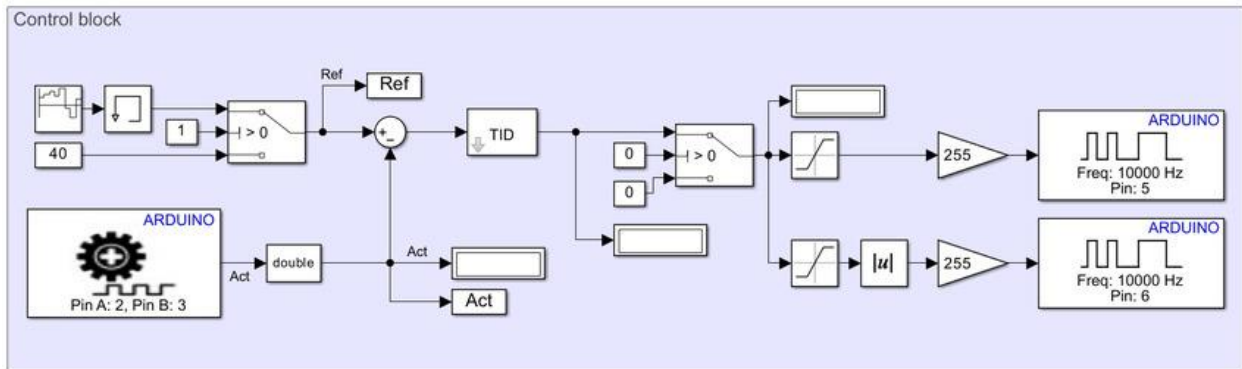 Control block
Ref
Ref
1
> 0
40
+
−
TID
0
> 0
0
255
ARDUINO
Freq: 10000 Hz
Pin: 5
ARDUINO
Pin A: 2, Pin B: 3
Act
double
Act
Act
|u|
255
ARDUINO
Freq: 10000 Hz
Pin: 6